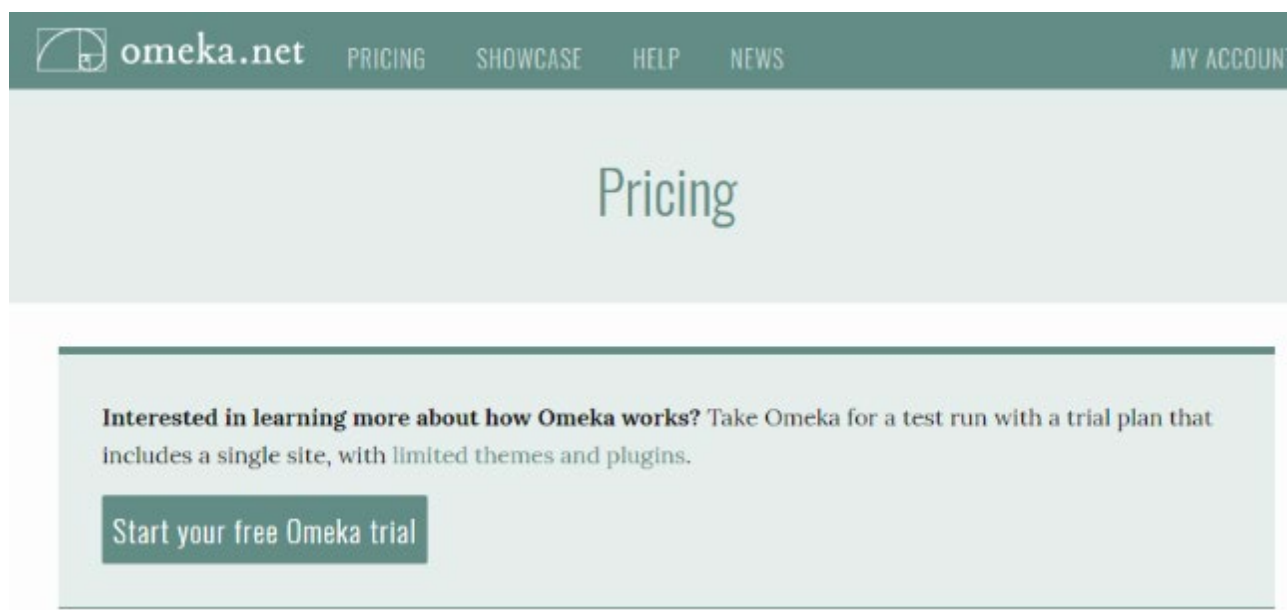 omeka.net PRICING SHOWCASE HELP NEWS MY ACCOUN
Pricing
Interested in learning more about how Omeka works? Take Omeka for a test run with a trial plan that
includes a single site, with limited themes and plugins.
Start your free Omeka trial